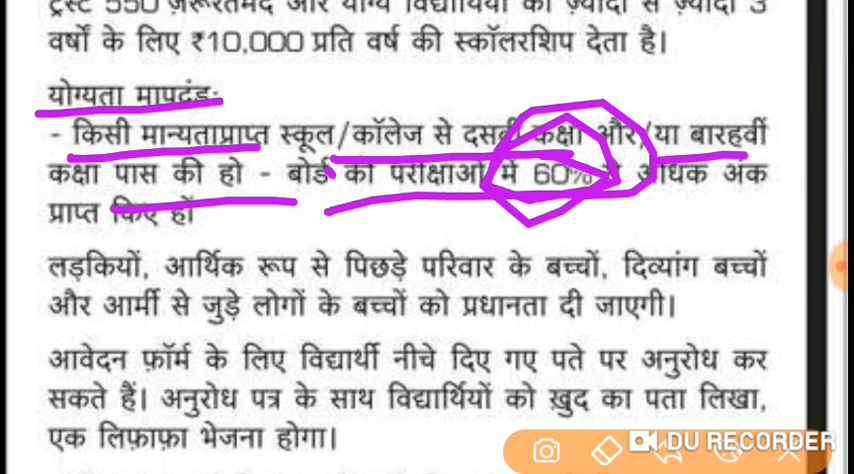 ट्रस्ट 550 ज़रूरतमंद और योग्य विद्यार्थियों को ज़्यादा से ज़्यादा 3
वर्षों के लिए ₹10,000 प्रति वर्ष की स्कॉलरशिप देता है।
योग्यता मापदंड:
- किसी मान्यताप्राप्त स्कूल/कॉलेज से दसवीं कक्षा और/या बारहवीं
कक्षा पास की हो - बोर्ड की परीक्षाओं में 60% से अधिक अंक
प्राप्त किए हों
लड़कियों, आर्थिक रूप से पिछड़े परिवार के बच्चों, दिव्यांग बच्चों
और आर्मी से जुड़े लोगों के बच्चों को प्रधानता दी जाएगी।
आवेदन फ़ॉर्म के लिए विद्यार्थी नीचे दिए गए पते पर अनुरोध कर
सकते हैं। अनुरोध पत्र के साथ विद्यार्थियों को ख़ुद का पता लिखा,
एक लिफ़ाफ़ा भेजना होगा।
DU RECORDER